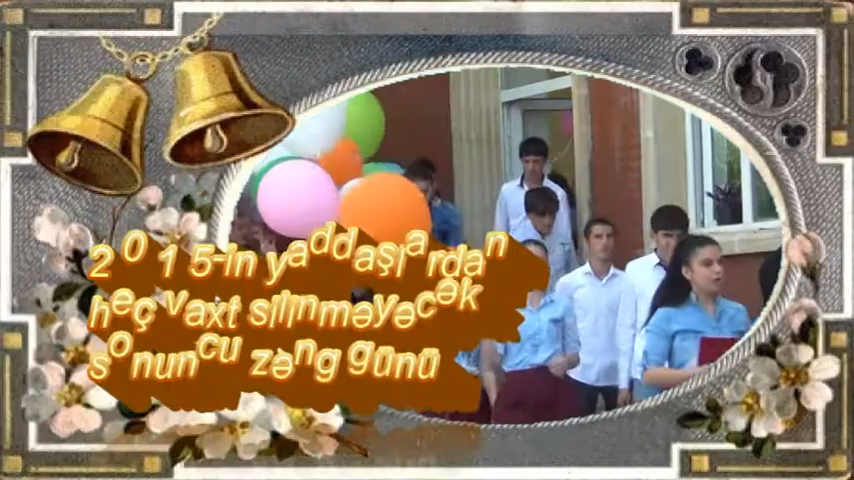 2015-in yaddaşlardan
heç vaxt silinməyəcək
sonuncu zəng günü